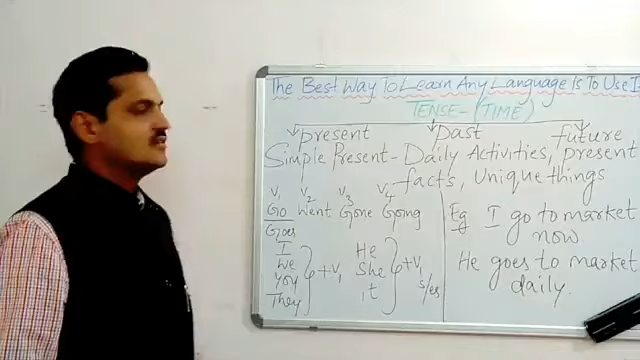 The Best Way To Learn Any Language Is To Use I
TENSE-(TIME)
present Past Future
Simple Present - Daily Activities, present
facts, Unique things
V1 V2 V3 V4
Go Went Gone Going
Goes
I
We
You
They
+V1
He
She
it
+V1
s/es
Eg I go to market
now
He goes to market
daily.